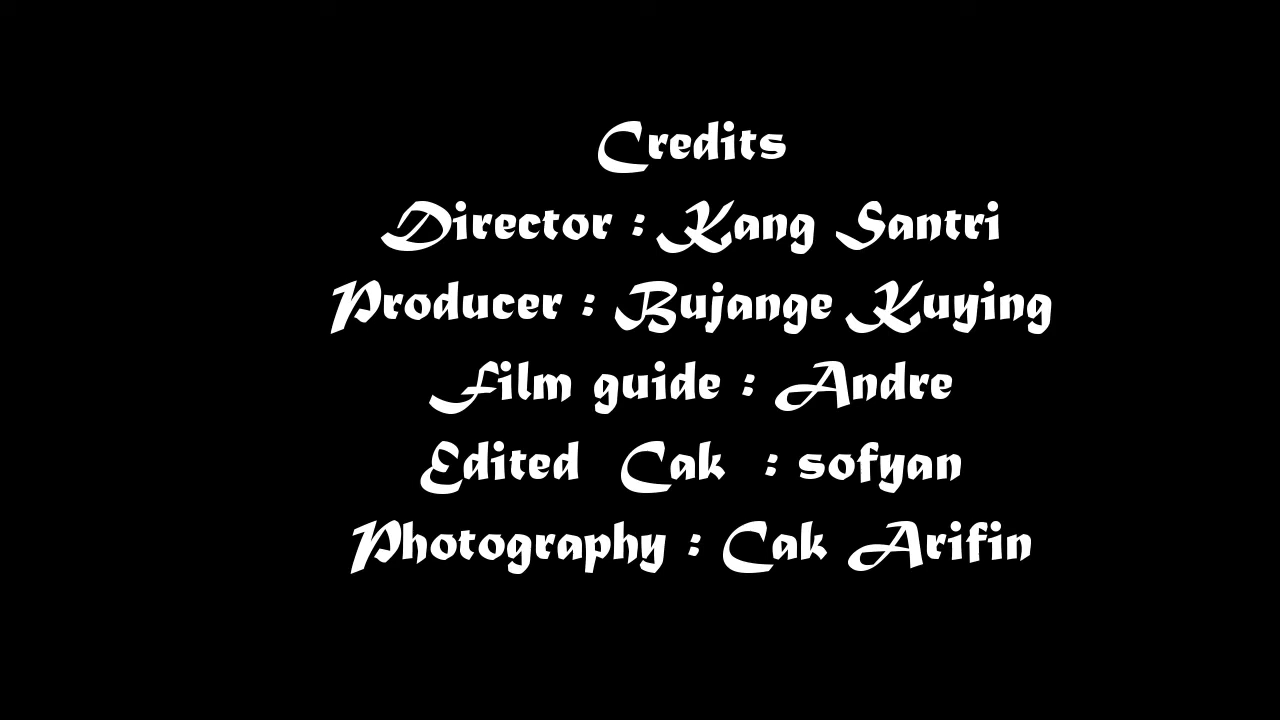 Credits
Director : Kang Santri
Producer : Bujange Kuying
Film guide : Andre
Edited Cak : sofyan
Photography : Cak Arifin